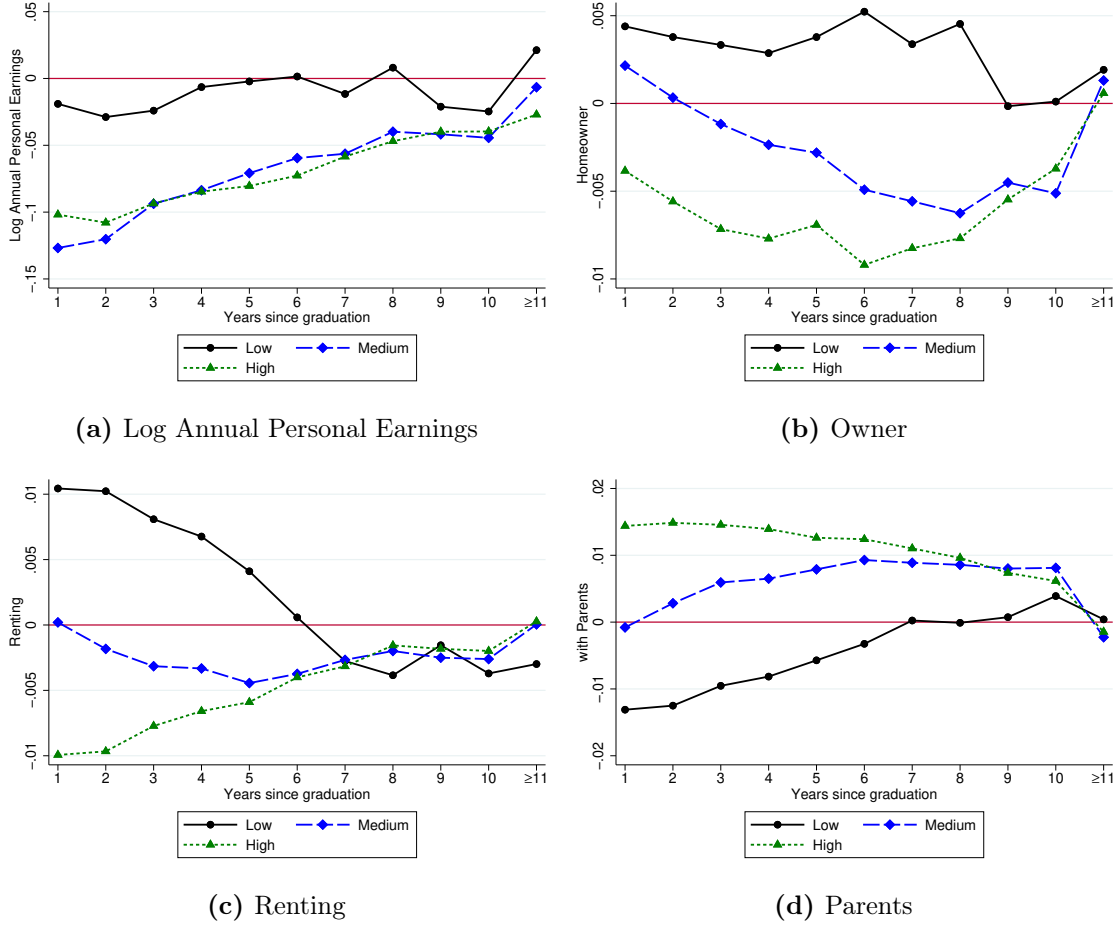 .05
0
-.05
-.1
-.15
Log Annual Personal Earnings
1 2 3 4 5 6 7 8 9 10 ≥11
Years since graduation
Low Medium
High
(a) Log Annual Personal Earnings
.005
0
-.005
-.01
Homeowner
1 2 3 4 5 6 7 8 9 10 ≥11
Years since graduation
Low Medium
High
(b) Owner
.01
.005
0
-.005
-.01
Renting
1 2 3 4 5 6 7 8 9 10 ≥11
Years since graduation
Low Medium
High
(c) Renting
.02
.01
0
-.01
-.02
with Parents
1 2 3 4 5 6 7 8 9 10 ≥11
Years since graduation
Low Medium
High
(d) Parents